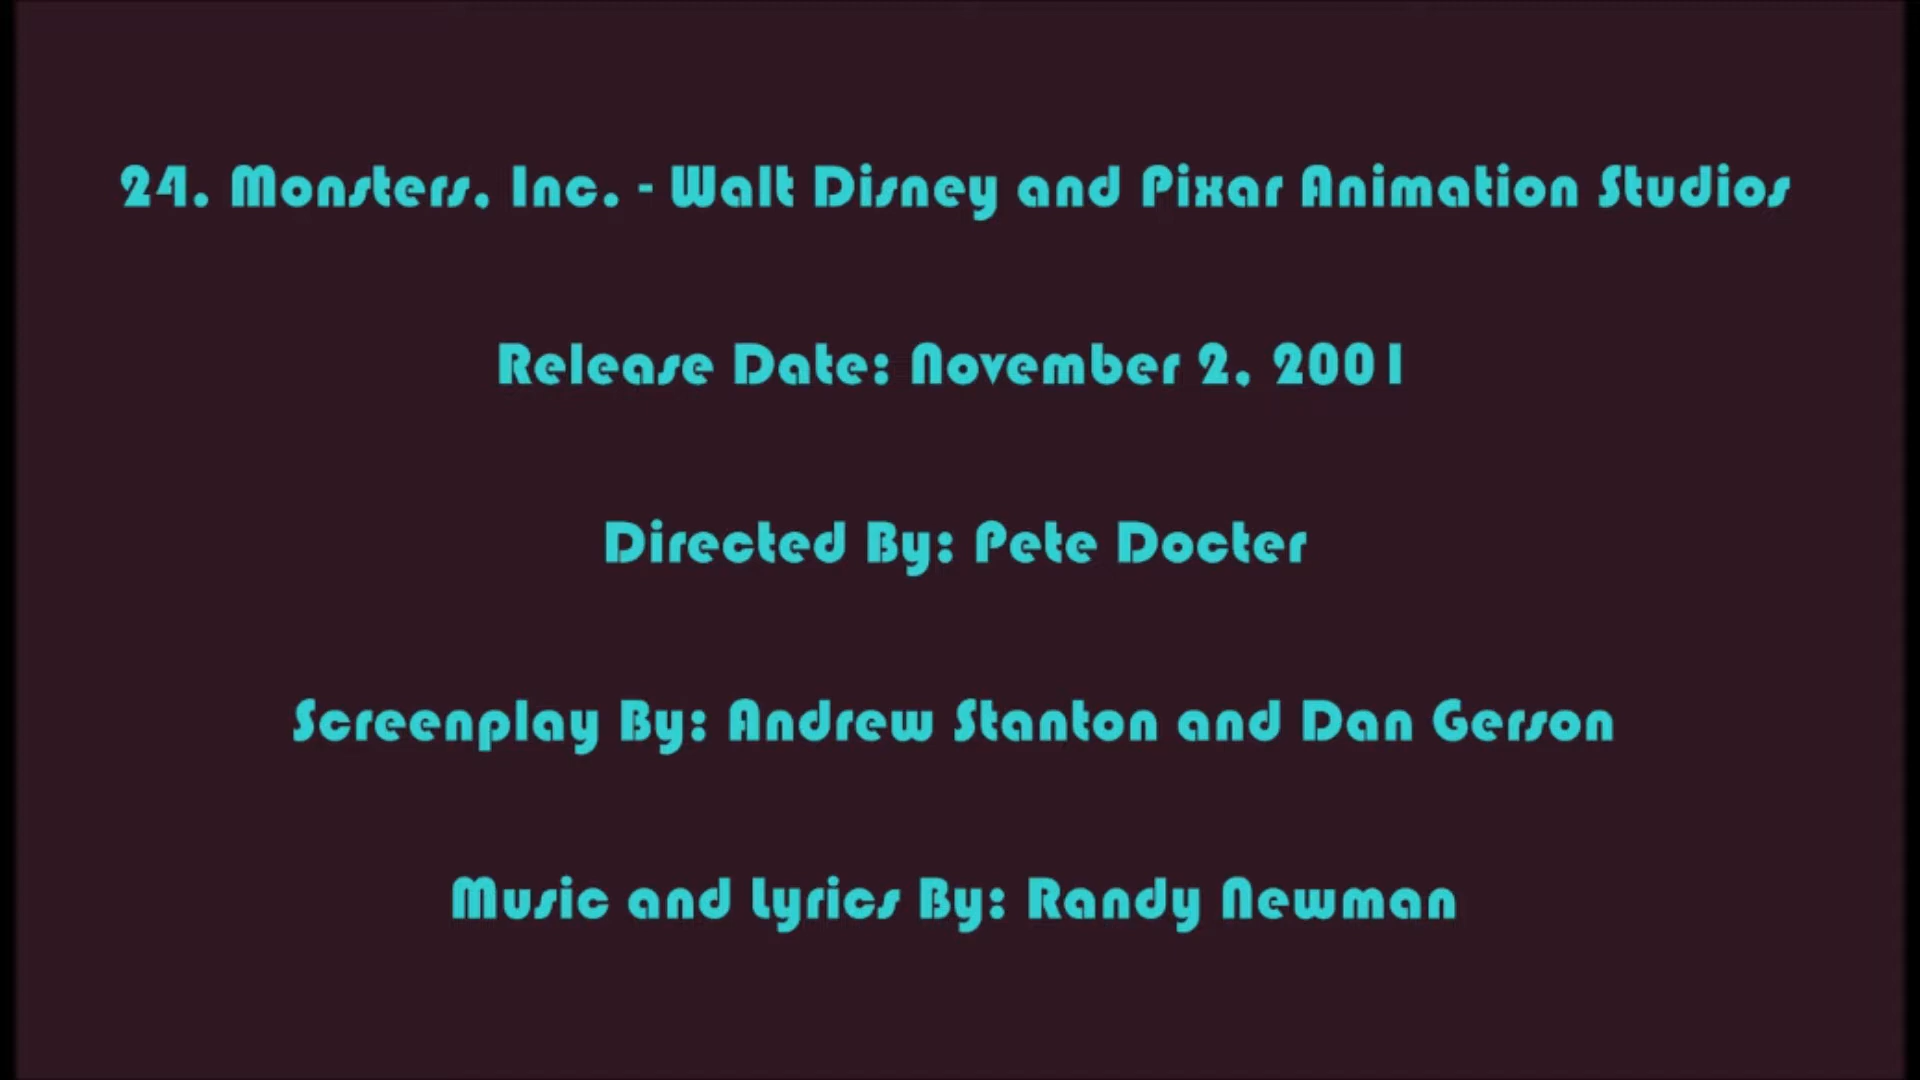 24. Monsters, Inc. - Walt Disney and Pixar Animation Studios
Release Date: November 2, 2001
Directed By: Pete Docter
Screenplay By: Andrew Stanton and Dan Gerson
Music and Lyrics By: Randy Newman